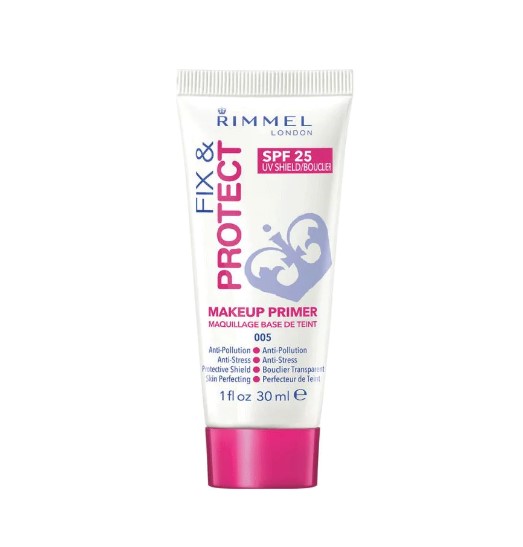 RIMMEL
LONDON
FIX &
PROTECT
SPF 25
UV SHIELD/BOUCLIER
MAKEUP PRIMER
MAQUILLAGE BASE DE TEINT
005
Anti-Pollution ● Anti-Pollution
Anti-Stress ● Anti-Stress
Protective Shield ● Bouclier Transparent
Skin Perfecting ● Perfecteur de Teint
1 fl oz 30 ml ℮